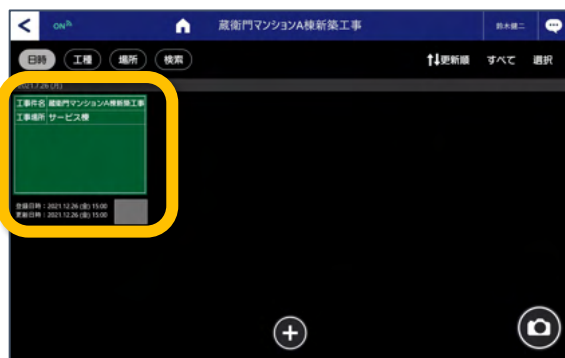 ON
蔵衛門マンションA棟新築工事
鈴木健二
日時 工種 場所 検索
更新順 すべて 選択
2021.7.26 (月)
工事件名 蔵衛門マンションA棟新築工事
工事場所 サービス棟
登録日時：2021.12.26 (金) 15:00
更新日時：2021.12.26 (金) 15:00